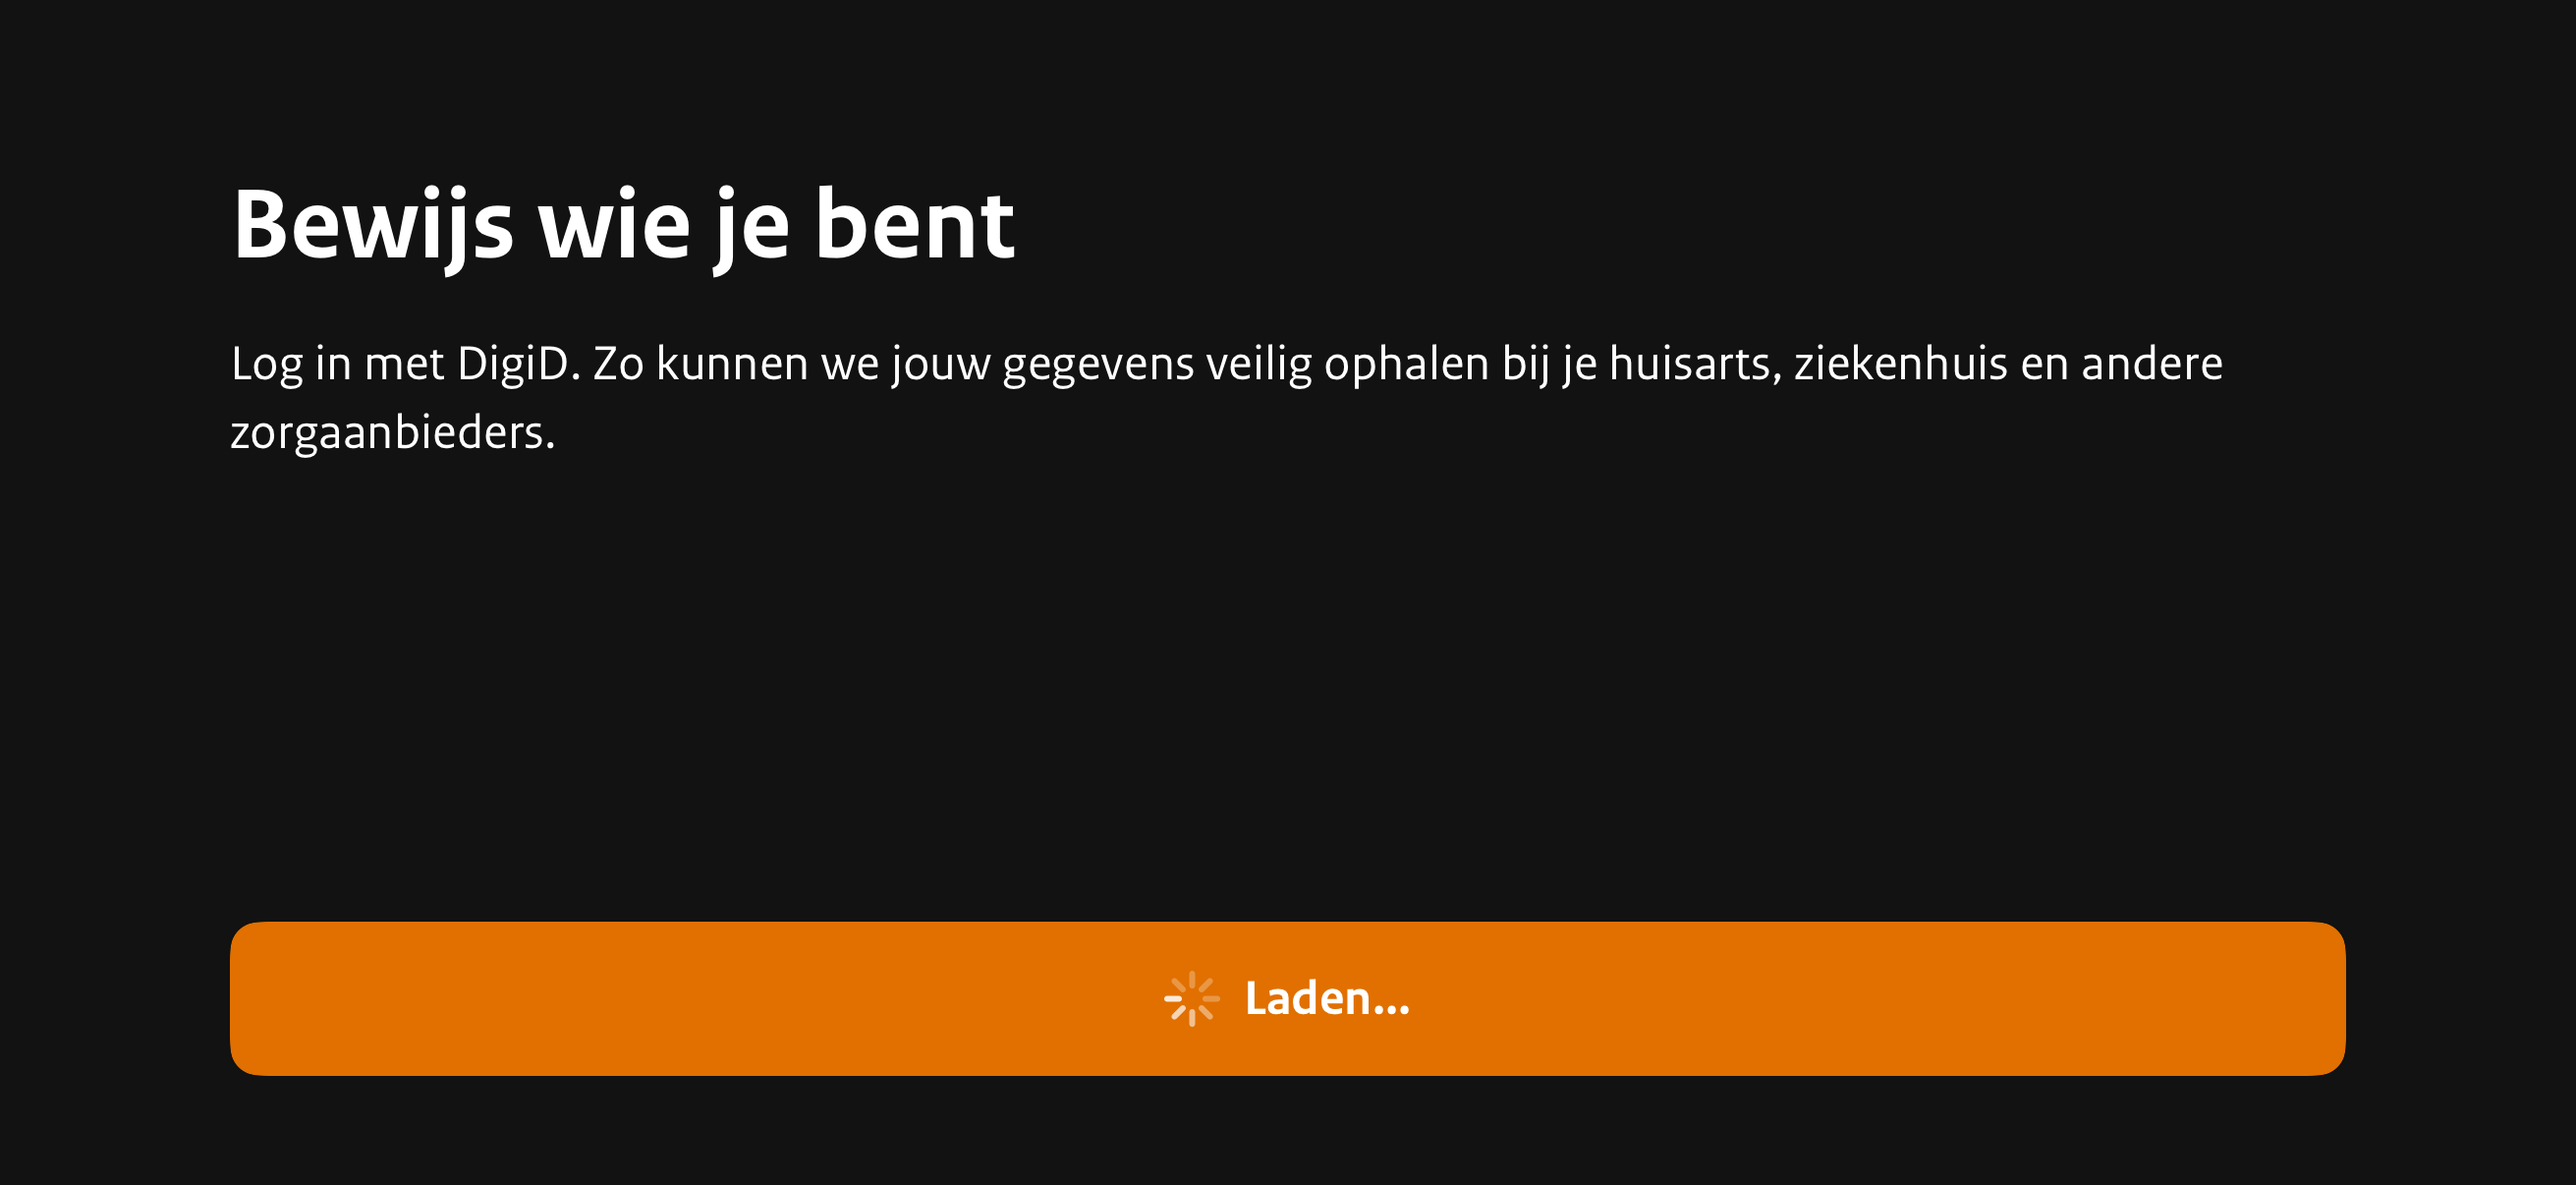 Bewijs wie je bent
Log in met DigiD. Zo kunnen we jouw gegevens veilig ophalen bij je huisarts, ziekenhuis en andere
zorgaanbieders.
Laden...